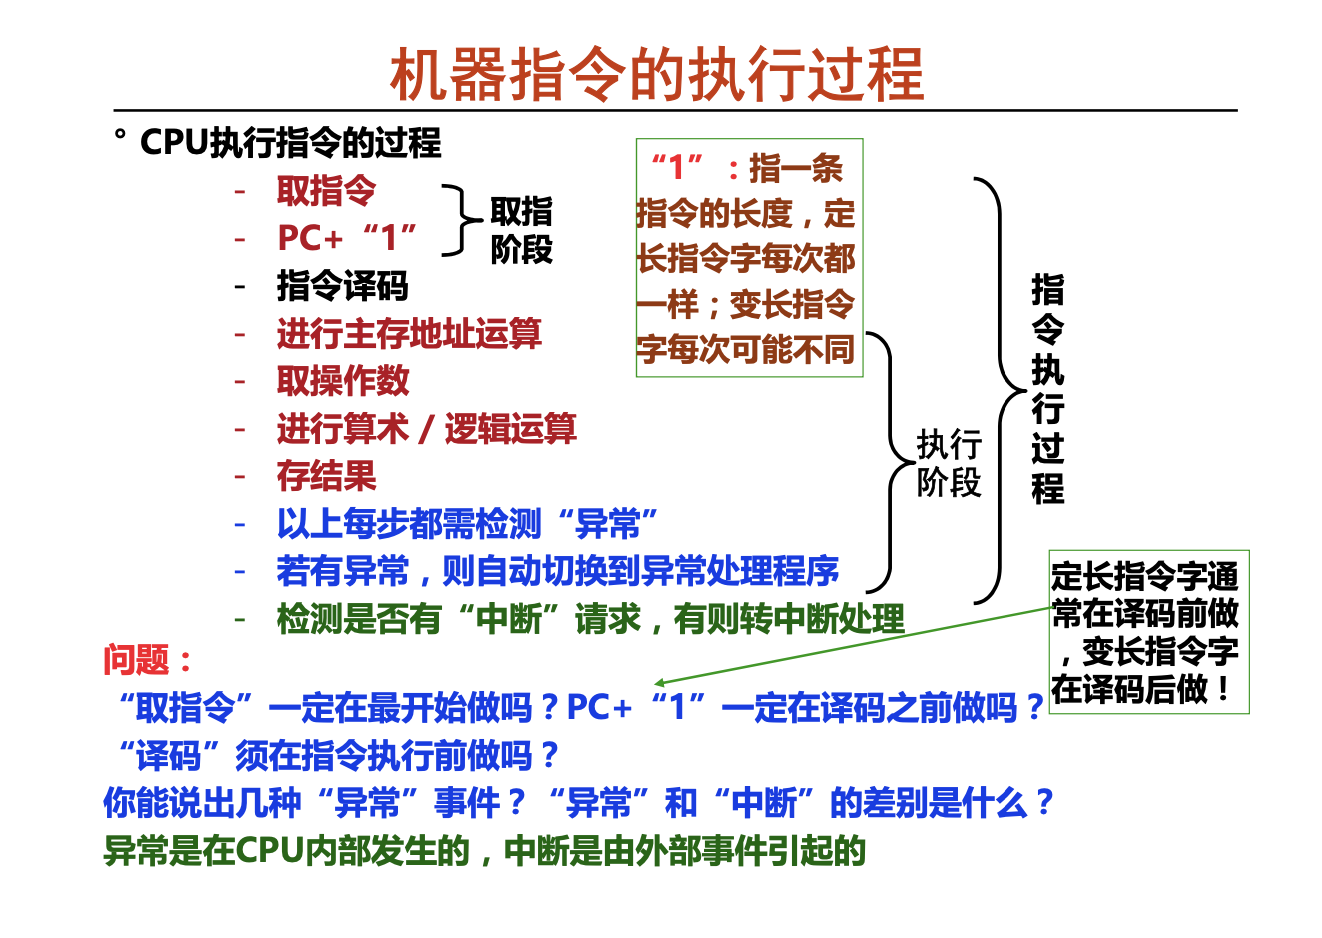 机器指令的执行过程
° CPU执行指令的过程
- 取指令
- PC+“1”
取指
阶段
- 指令译码
- 进行主存地址运算
- 取操作数
- 进行算术 / 逻辑运算
- 存结果
- 以上每步都需检测“异常”
- 若有异常，则自动切换到异常处理程序
- 检测是否有“中断”请求，有则转中断处理
“1”：指一条
指令的长度，定
长指令字每次都
一样；变长指令
字每次可能不同
执行
阶段
指
令
执
行
过
程
定长指令字通
常在译码前做
，变长指令字
在译码后做！
问题：
“取指令”一定在最开始做吗？PC+“1”一定在译码之前做吗？
“译码”须在指令执行前做吗？
你能说出几种“异常”事件？“异常”和“中断”的差别是什么？
异常是在CPU内部发生的，中断是由外部事件引起的